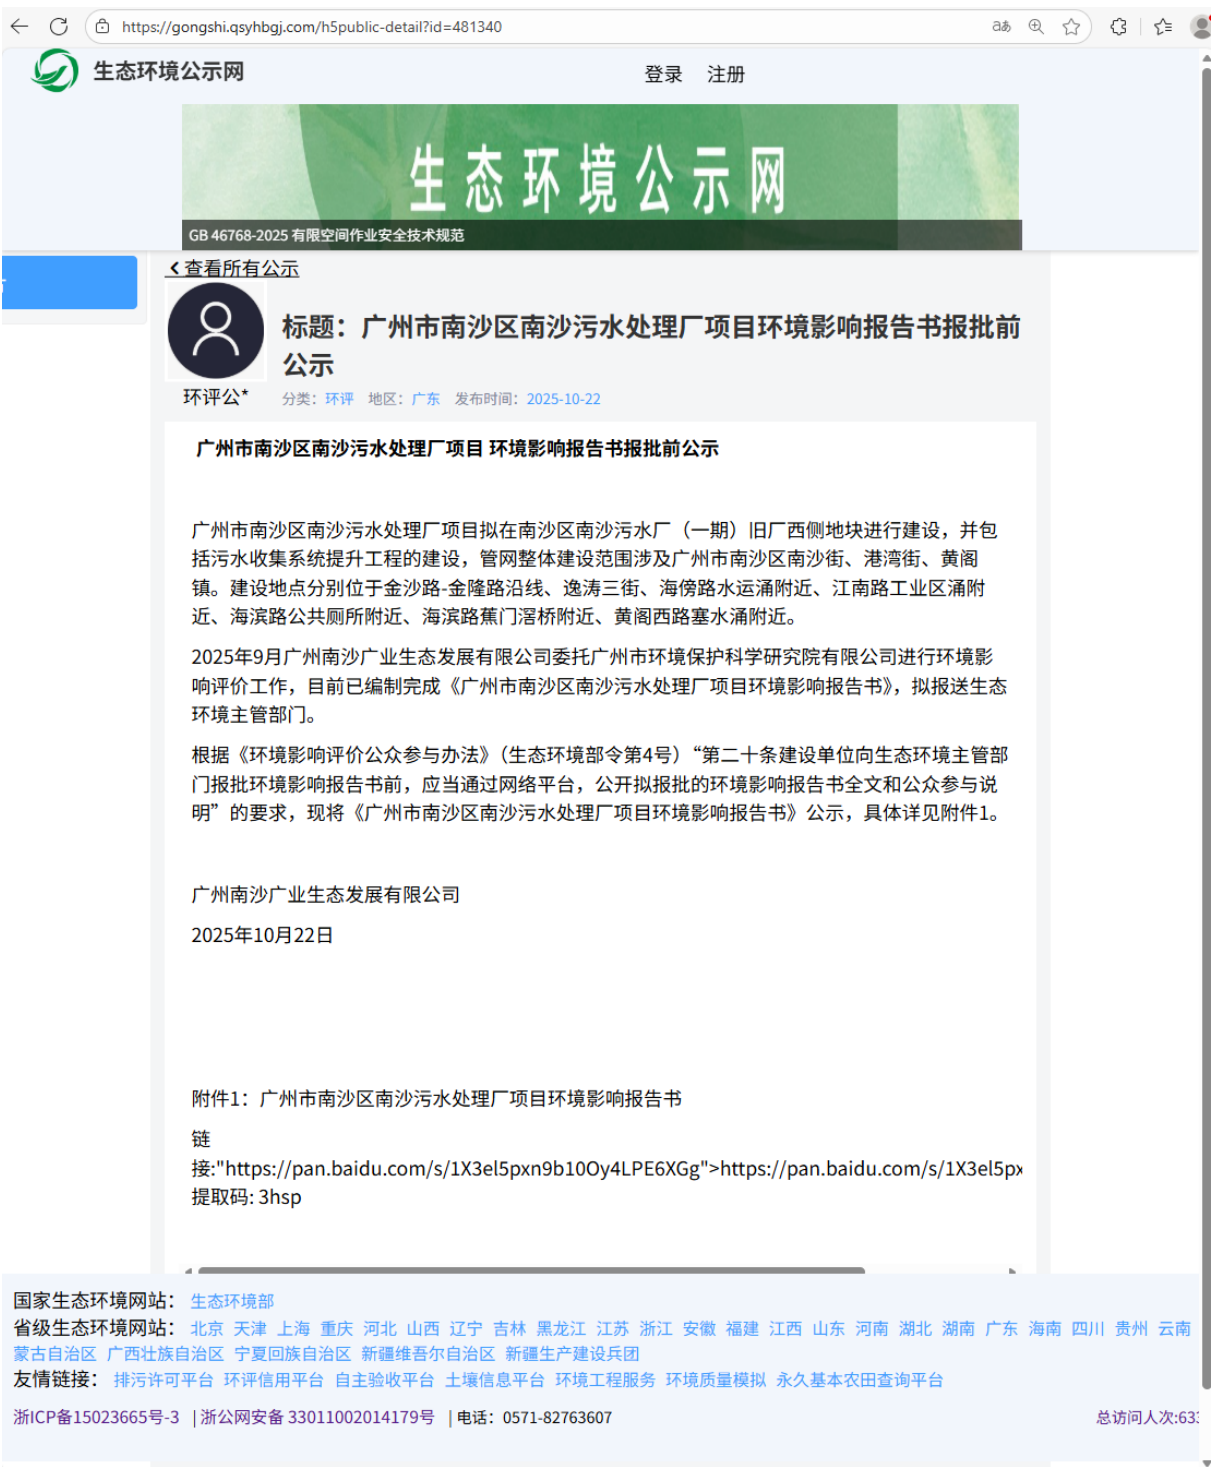 https://gongshi.qsyhbgj.com/h5public-detail?id=481340
生态环境公示网
登录 注册
生态环境公示网
GB 46768-2025 有限空间作业安全技术规范
查看所有公示
标题：广州市南沙区南沙污水处理厂项目环境影响报告书报批前
公示
环评公*
分类：环评 地区：广东 发布时间：2025-10-22
广州市南沙区南沙污水处理厂项目 环境影响报告书报批前公示
广州市南沙区南沙污水处理厂项目拟在南沙区南沙污水厂（一期）旧厂西侧地块进行建设，并包
括污水收集系统提升工程的建设，管网整体建设范围涉及广州市南沙区南沙街、港湾街、黄阁
镇。建设地点分别位于金沙路-金隆路沿线、逸涛三街、海傍路水运涌附近、江南路工业区涌附
近、海滨路公共厕所附近、海滨路蕉门滘桥附近、黄阁西路塞水涌附近。
2025年9月广州南沙广业生态发展有限公司委托广州市环境保护科学研究院有限公司进行环境影
响评价工作，目前已编制完成《广州市南沙区南沙污水处理厂项目环境影响报告书》，拟报送生态
环境主管部门。
根据《环境影响评价公众参与办法》（生态环境部令第4号）“第二十条建设单位向生态环境主管部
门报批环境影响报告书前，应当通过网络平台，公开拟报批的环境影响报告书全文和公众参与说
明”的要求，现将《广州市南沙区南沙污水处理厂项目环境影响报告书》公示，具体详见附件1。
广州南沙广业生态发展有限公司
2025年10月22日
附件1：广州市南沙区南沙污水处理厂项目环境影响报告书
链
接:"https://pan.baidu.com/s/1X3el5pxn9b10Oy4LPE6XGg">https://pan.baidu.com/s/1X3el5px
提取码: 3hsp
国家生态环境网站： 生态环境部
省级生态环境网站： 北京 天津 上海 重庆 河北 山西 辽宁 吉林 黑龙江 江苏 浙江 安徽 福建 江西 山东 河南 湖北 湖南 广东 海南 四川 贵州 云南
蒙古自治区 广西壮族自治区 宁夏回族自治区 新疆维吾尔自治区 新疆生产建设兵团
友情链接： 排污许可平台 环评信用平台 自主验收平台 土壤信息平台 环境工程服务 环境质量模拟 永久基本农田查询平台
浙ICP备15023665号-3 |浙公网安备 33011002014179号 |电话：0571-82763607 总访问人次:633